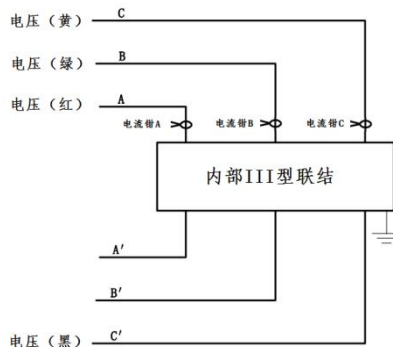 电压（黄） C
电压（绿） B
电压（红） A
电流钳A 电流钳B 电流钳C
内部III型联结
A′
B′
电压（黑） C′